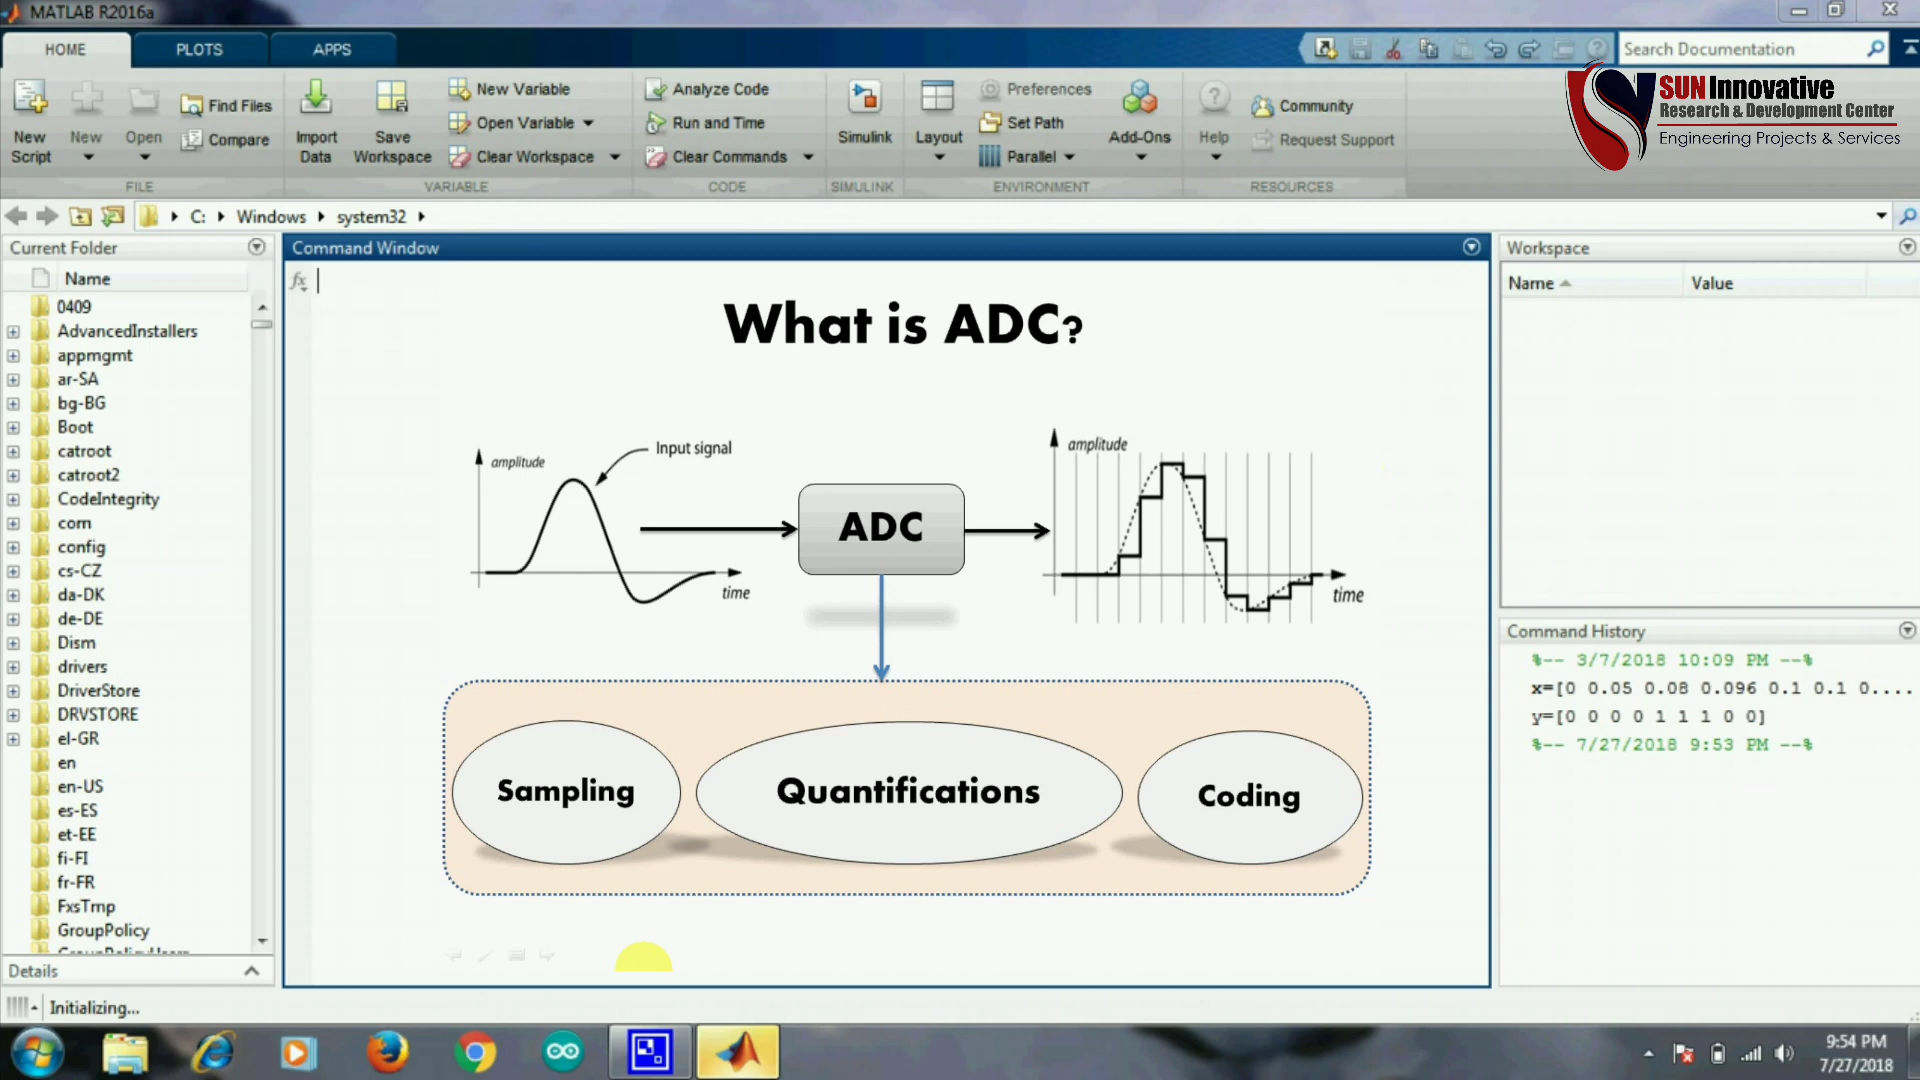 MATLAB R2016a
HOME
PLOTS
APPS
Search Documentation
SUN Innovative
Research & Development Center
Engineering Projects & Services
New Script
New
Open
Find Files
Compare
Import Data
Save Workspace
New Variable
Open Variable
Clear Workspace
Analyze Code
Run and Time
Clear Commands
Simulink
Layout
Preferences
Set Path
Parallel
Add-Ons
Help
Community
Request Support
FILE
VARIABLE
CODE
SIMULINK
ENVIRONMENT
RESOURCES
C: Windows system32
Current Folder
Name
0409
AdvancedInstallers
appmgmt
ar-SA
bg-BG
Boot
catroot
catroot2
CodeIntegrity
com
config
cs-CZ
da-DK
de-DE
Dism
drivers
DriverStore
DRVSTORE
el-GR
en
en-US
es-ES
et-EE
fi-FI
fr-FR
FxsTmp
GroupPolicy
GroupPolicyUsers
Details
Initializing...
Command Window
fx
What is ADC?
amplitude
Input signal
time
ADC
amplitude
time
Sampling
Quantifications
Coding
Workspace
Name
Value
Command History
%-- 3/7/2018 10:09 PM --%
x=[0 0.05 0.08 0.096 0.1 0.1 0....
y=[0 0 0 0 1 1 1 0 0]
%-- 7/27/2018 9:53 PM --%
9:54 PM
7/27/2018